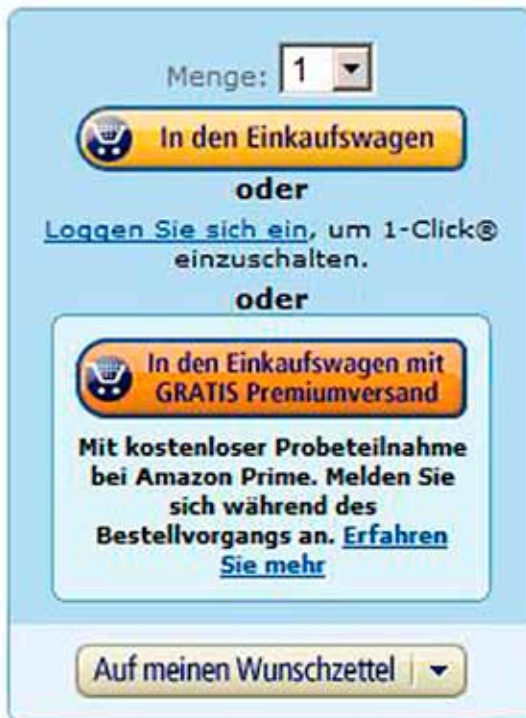 Menge: 1
In den Einkaufswagen
oder
Loggen Sie sich ein, um 1-Click®
einzuschalten.
oder
In den Einkaufswagen mit
GRATIS Premiumversand
Mit kostenloser Probeteilnahme
bei Amazon Prime. Melden Sie
sich während des
Bestellvorgangs an. Erfahren
Sie mehr
Auf meinen Wunschzettel